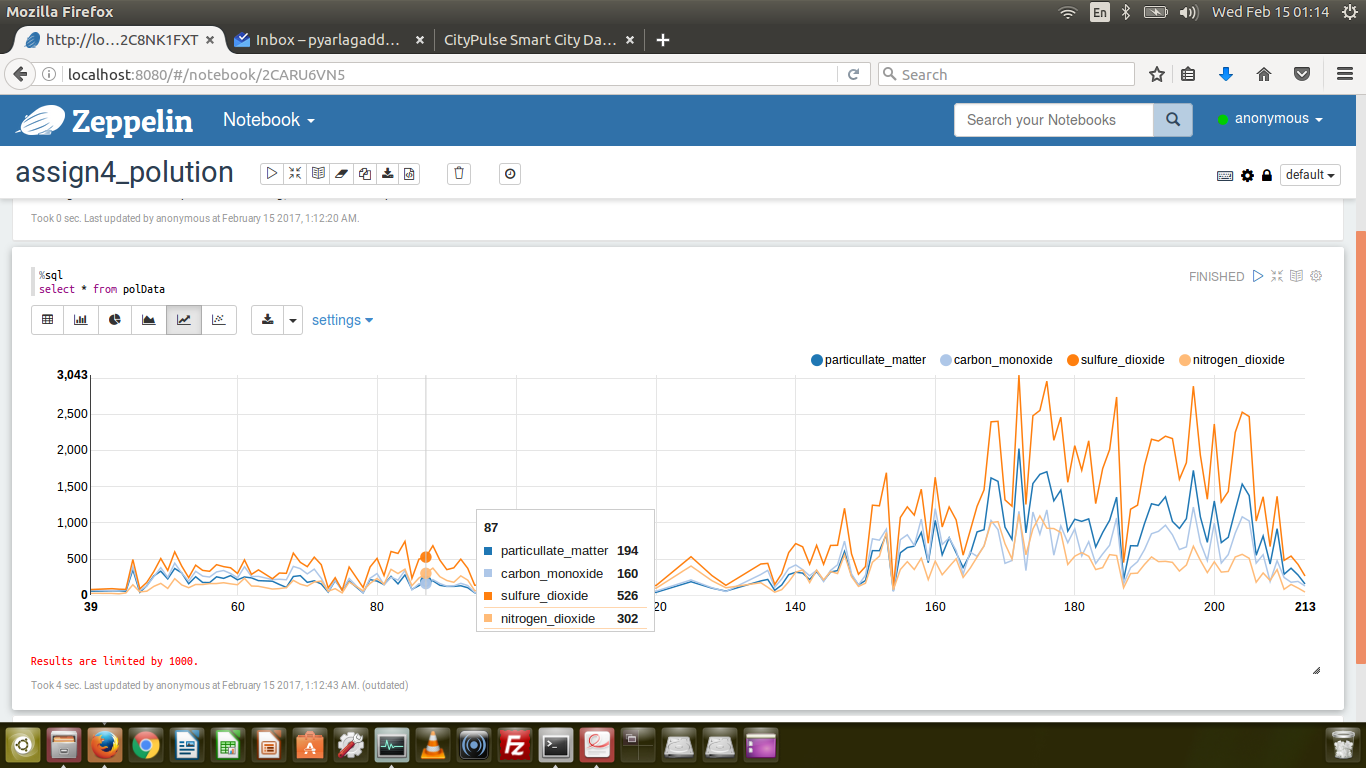 Mozilla Firefox
En
Wed Feb 15 01:14
http://lo...2C8NK1FXT
Inbox – pyarlagadd...
CityPulse Smart City Da...
localhost:8080/#/notebook/2CARU6VN5
Search
Zeppelin
Notebook
Search your Notebooks
anonymous
assign4_polution
default
Took 0 sec. Last updated by anonymous at February 15 2017, 1:12:20 AM.
%sql
select * from polData
FINISHED
settings
particullate_matter
carbon_monoxide
sulfure_dioxide
nitrogen_dioxide
3,043
2,500
2,000
1,500
1,000
500
0
87
particullate_matter 194
carbon_monoxide 160
sulfure_dioxide 526
nitrogen_dioxide 302
39 60 80 20 140 160 180 200 213
Results are limited by 1000.
Took 4 sec. Last updated by anonymous at February 15 2017, 1:12:43 AM. (outdated)